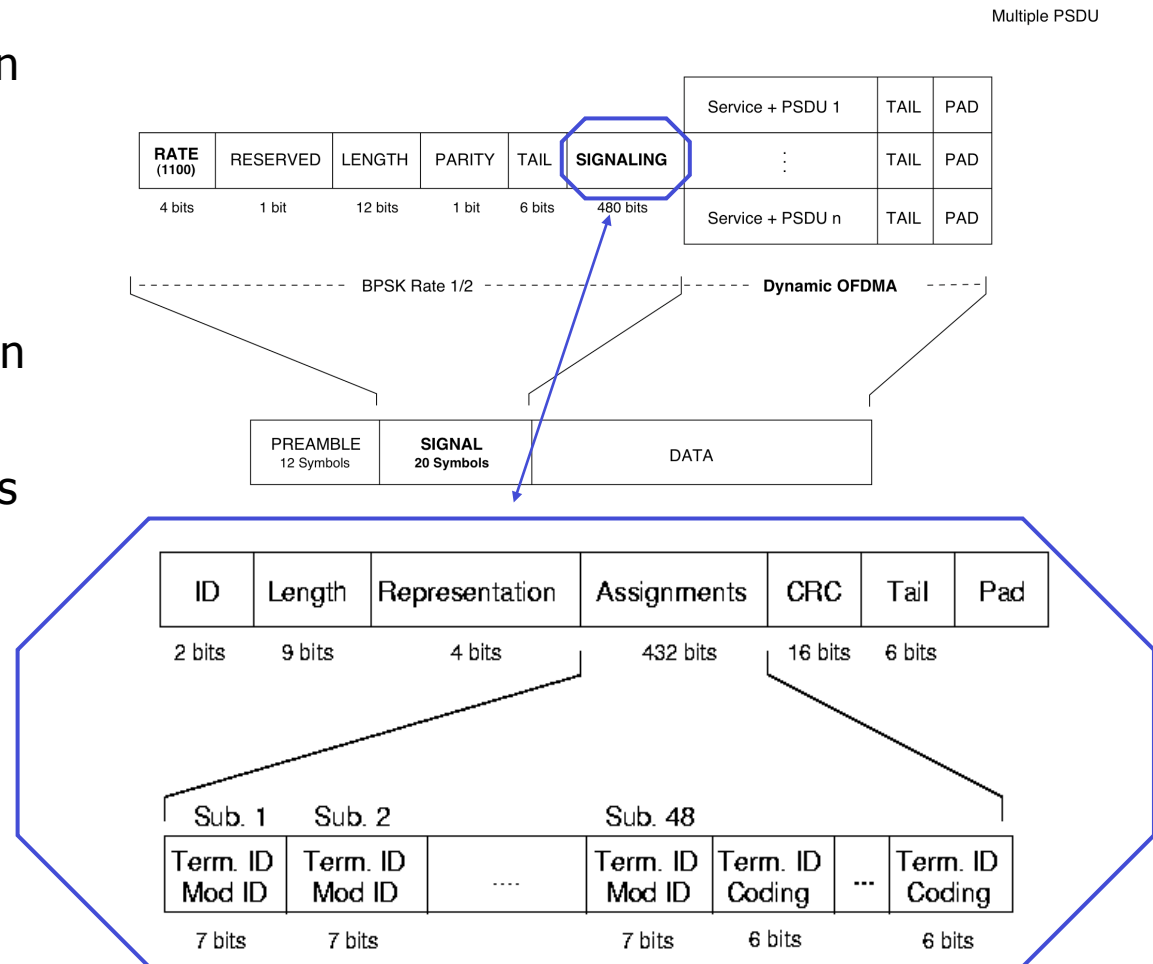 Multiple PSDU
n
Service + PSDU 1 TAIL PAD
RATE (1100) RESERVED LENGTH PARITY TAIL SIGNALING ⋮ TAIL PAD
4 bits 1 bit 12 bits 1 bit 6 bits 480 bits
Service + PSDU n TAIL PAD
BPSK Rate 1/2 Dynamic OFDMA
n
PREAMBLE SIGNAL DATA
12 Symbols 20 Symbols
s
ID Length Representation Assignments CRC Tail Pad
2 bits 9 bits 4 bits 432 bits 16 bits 6 bits
Sub. 1 Sub. 2 Sub. 48
Term. ID Term. ID Term. ID Term. ID Term. ID
Mod ID Mod ID .... Mod ID Coding ... Coding
7 bits 7 bits 7 bits 6 bits 6 bits